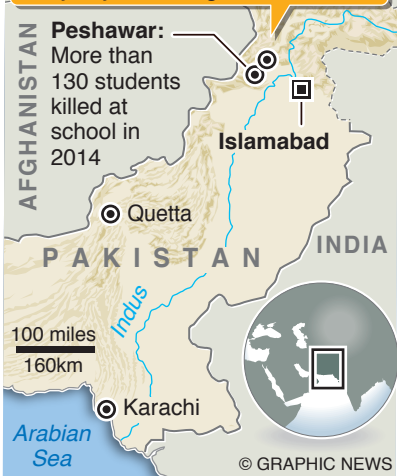 Peshawar:
More than
130 students
killed at
school in
2014
AFGHANISTAN
Islamabad
Quetta
PAKISTAN
INDIA
Indus
100 miles
160km
Karachi
Arabian
Sea
© GRAPHIC NEWS